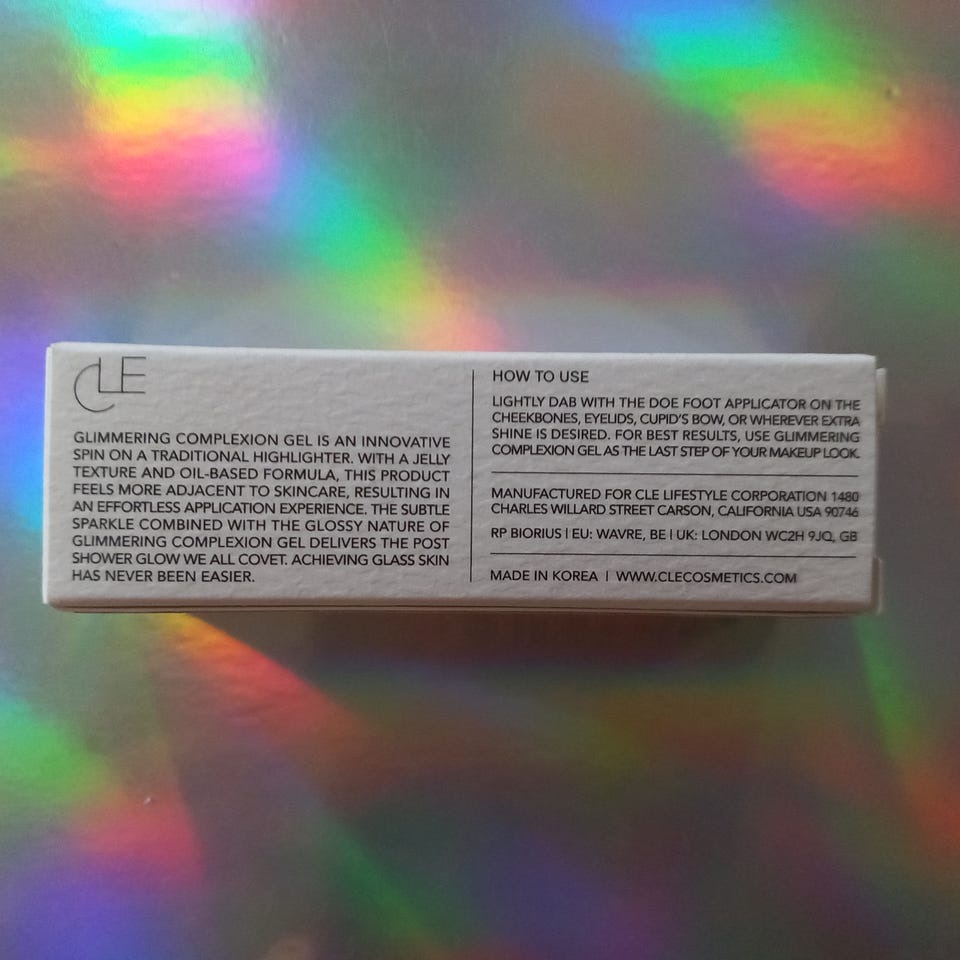 CLE
GLIMMERING COMPLEXION GEL IS AN INNOVATIVE
SPIN ON A TRADITIONAL HIGHLIGHTER. WITH A JELLY
TEXTURE AND OIL-BASED FORMULA, THIS PRODUCT
FEELS MORE ADJACENT TO SKINCARE, RESULTING IN
AN EFFORTLESS APPLICATION EXPERIENCE. THE SUBTLE
SPARKLE COMBINED WITH THE GLOSSY NATURE OF
GLIMMERING COMPLEXION GEL DELIVERS THE POST
SHOWER GLOW WE ALL COVET. ACHIEVING GLASS SKIN
HAS NEVER BEEN EASIER.
HOW TO USE
LIGHTLY DAB WITH THE DOE FOOT APPLICATOR ON THE
CHEEKBONES, EYELIDS, CUPID'S BOW, OR WHEREVER EXTRA
SHINE IS DESIRED. FOR BEST RESULTS, USE GLIMMERING
COMPLEXION GEL AS THE LAST STEP OF YOUR MAKEUP LOOK.
MANUFACTURED FOR CLE LIFESTYLE CORPORATION 1480
CHARLES WILLARD STREET CARSON, CALIFORNIA USA 90746
RP BIORIUS | EU: WAVRE, BE | UK: LONDON WC2H 9JQ, GB
MADE IN KOREA | WWW.CLECOSMETICS.COM